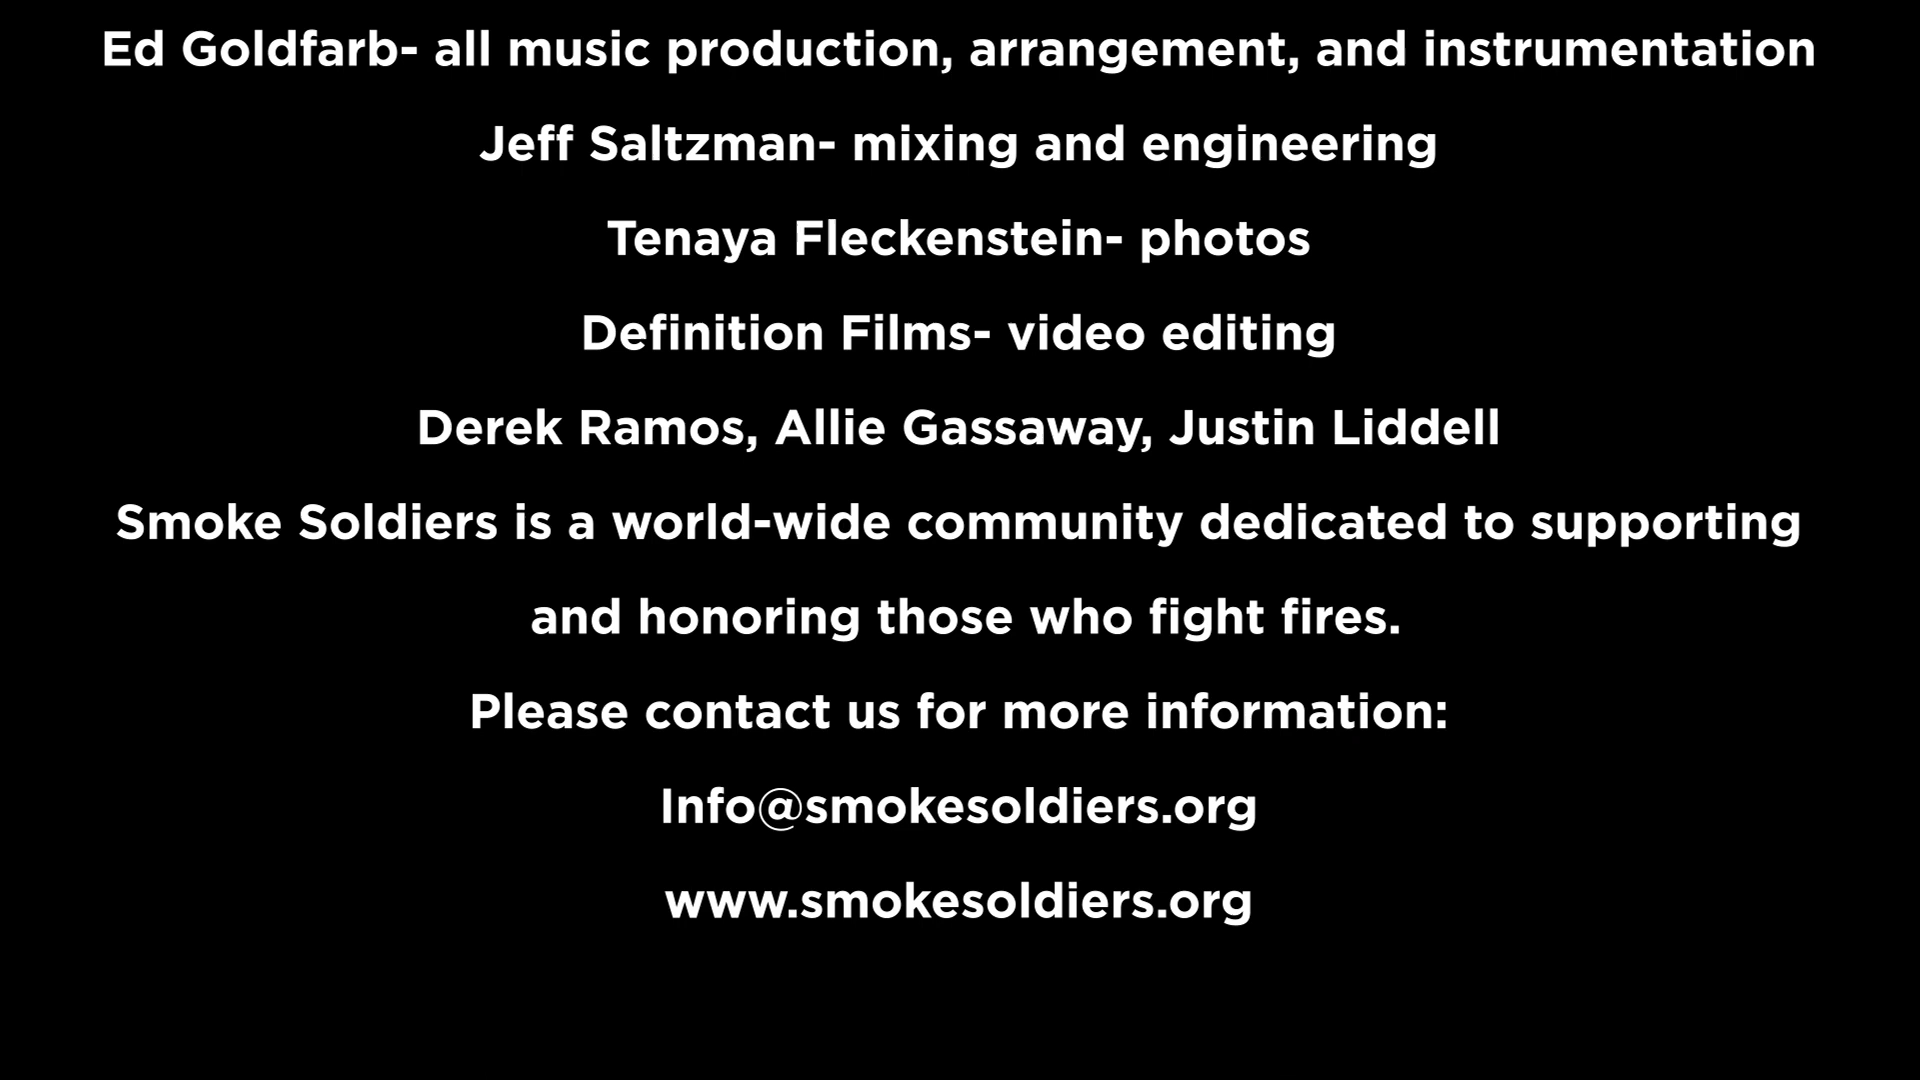 Ed Goldfarb- all music production, arrangement, and instrumentation
Jeff Saltzman- mixing and engineering
Tenaya Fleckenstein- photos
Definition Films- video editing
Derek Ramos, Allie Gassaway, Justin Liddell
Smoke Soldiers is a world-wide community dedicated to supporting
and honoring those who fight fires.
Please contact us for more information:
Info@smokesoldiers.org
www.smokesoldiers.org